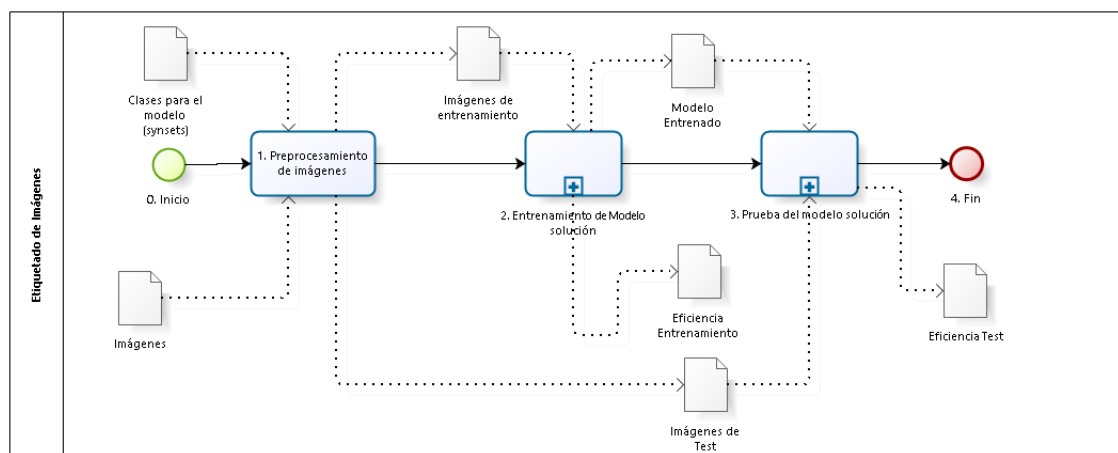 Etiquetado de Imágenes
Clases para el
modelo
(synsets)
Imágenes de
entrenamiento
Modelo
Entrenado
1. Preprocesamiento
de imágenes
0. Inicio
2. Entrenamiento de Modelo
solución
3. Prueba del modelo solución
4. Fin
Imágenes
Eficiencia
Entrenamiento
Eficiencia Test
Imágenes de
Test